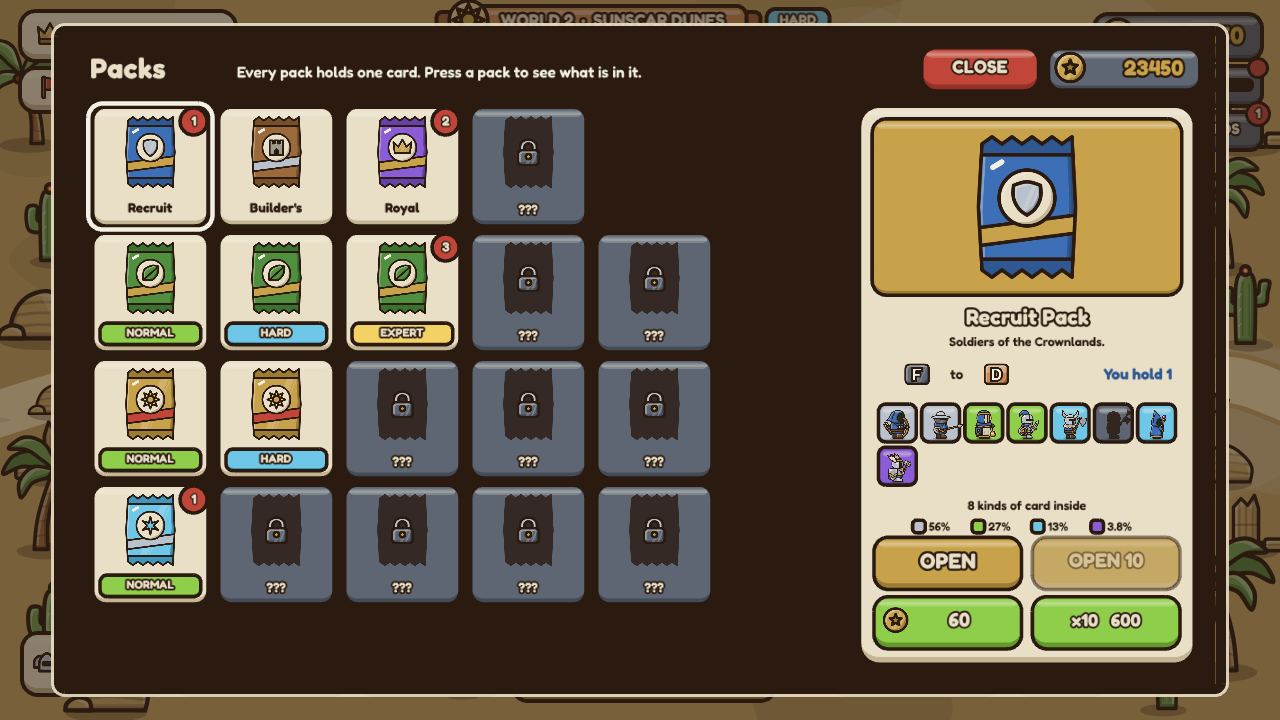 WORLD 2 · SUNSCAR DUNES
HARD
Packs
Every pack holds one card. Press a pack to see what is in it.
CLOSE
23450
1
Recruit
Builder's
2
Royal
???
NORMAL
HARD
3
EXPERT
???
???
NORMAL
HARD
???
???
???
1
NORMAL
???
???
???
???
Recruit Pack
Soldiers of the Crownlands.
F to D
You hold 1
8 kinds of card inside
56% 27% 13% 3.8%
OPEN
OPEN 10
60
x10 600
1